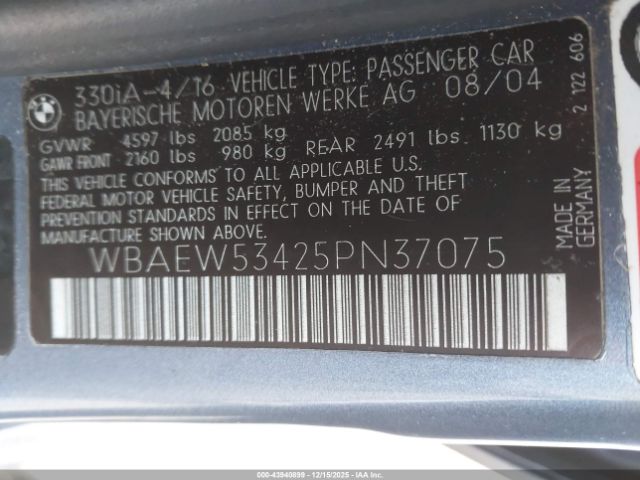 BMW
330iA-4/16 VEHICLE TYPE: PASSENGER CAR
BAYERISCHE MOTOREN WERKE AG 08/04
GVWR 4597 lbs 2085 kg
GAWR FRONT 2160 lbs 980 kg REAR 2491 lbs 1130 kg
THIS VEHICLE CONFORMS TO ALL APPLICABLE U.S.
FEDERAL MOTOR VEHICLE SAFETY, BUMPER AND THEFT
PREVENTION STANDARDS IN EFFECT ON THE DATE OF
MANUFACTURE SHOWN ABOVE.
WBAEW53425PN37075
2 122 606
MADE IN
GERMANY
000-43940899 - 12/15/2025 - IAAI.COM